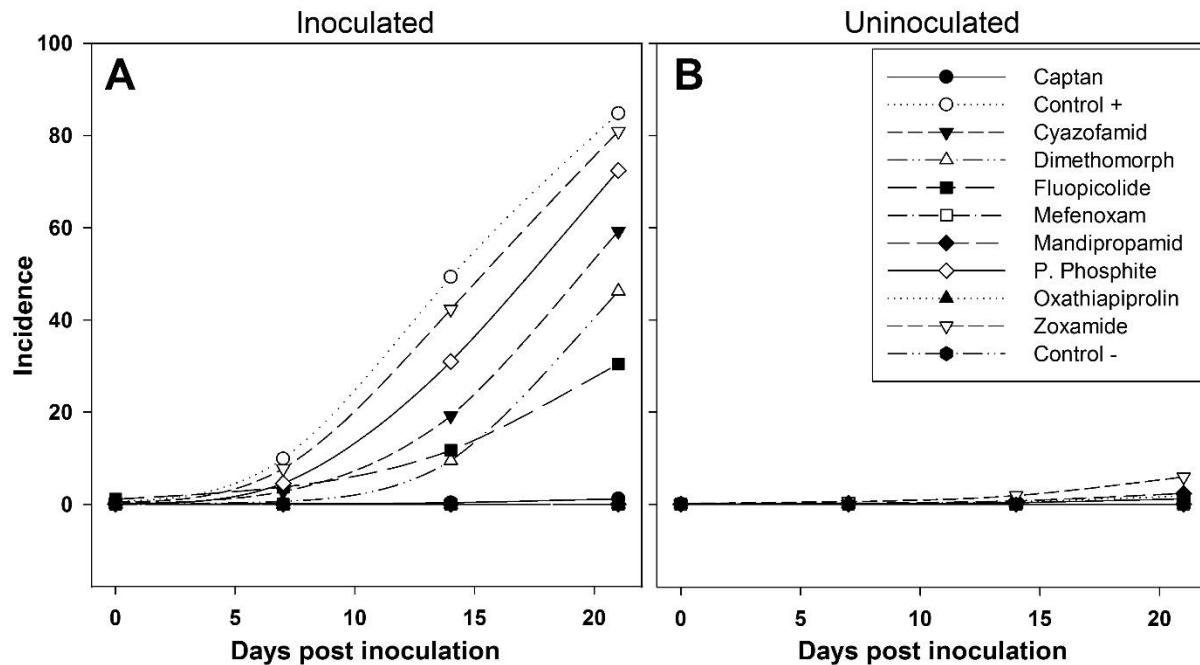 Inoculated
Uninoculated
A
B
Incidence
100
80
60
40
20
0
0 5 10 15 20
Days post inoculation
0 5 10 15 20
Days post inoculation
Captan
Control +
Cyazofamid
Dimethomorph
Fluopicolide
Mefenoxam
Mandipropamid
P. Phosphite
Oxathiapiprolin
Zoxamide
Control -